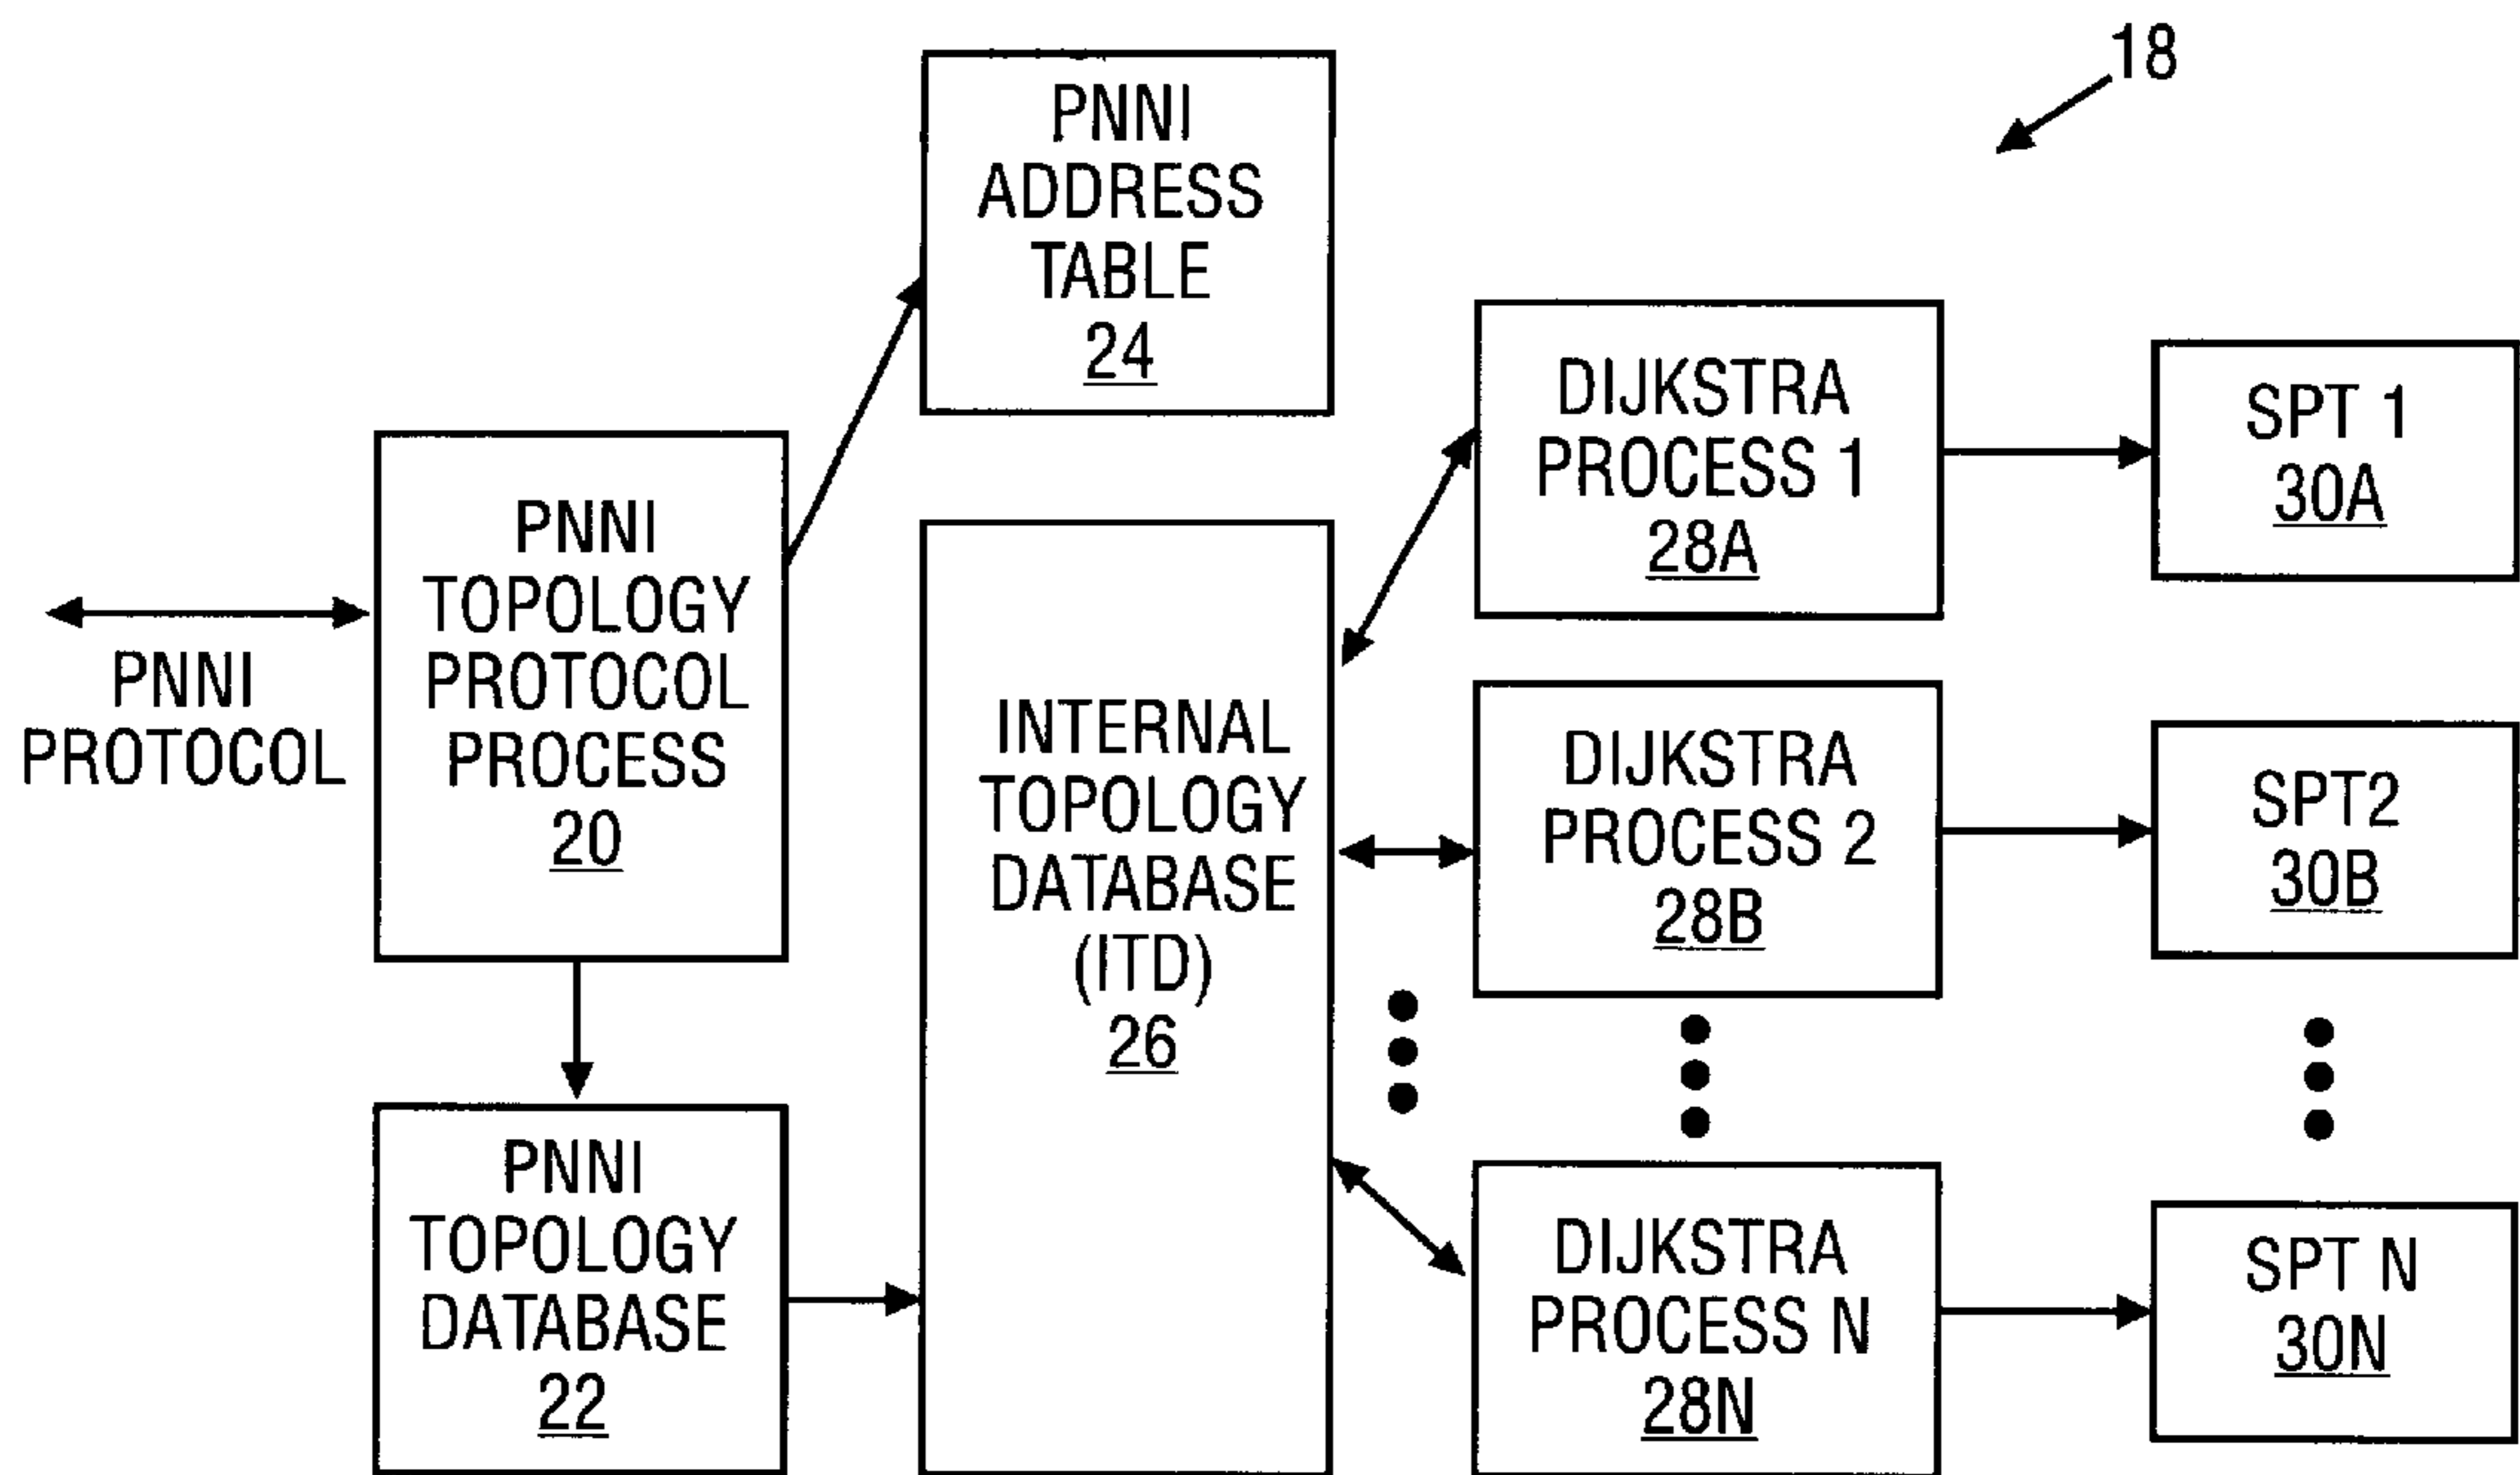 18
PNNI
ADDRESS
TABLE
24
PNNI
TOPOLOGY
PROTOCOL
PROCESS
20
PNNI
PROTOCOL
INTERNAL
TOPOLOGY
DATABASE
(ITD)
26
PNNI
TOPOLOGY
DATABASE
22
DIJKSTRA
PROCESS 1
28A
SPT 1
30A
DIJKSTRA
PROCESS 2
28B
SPT2
30B
DIJKSTRA
PROCESS N
28N
SPT N
30N